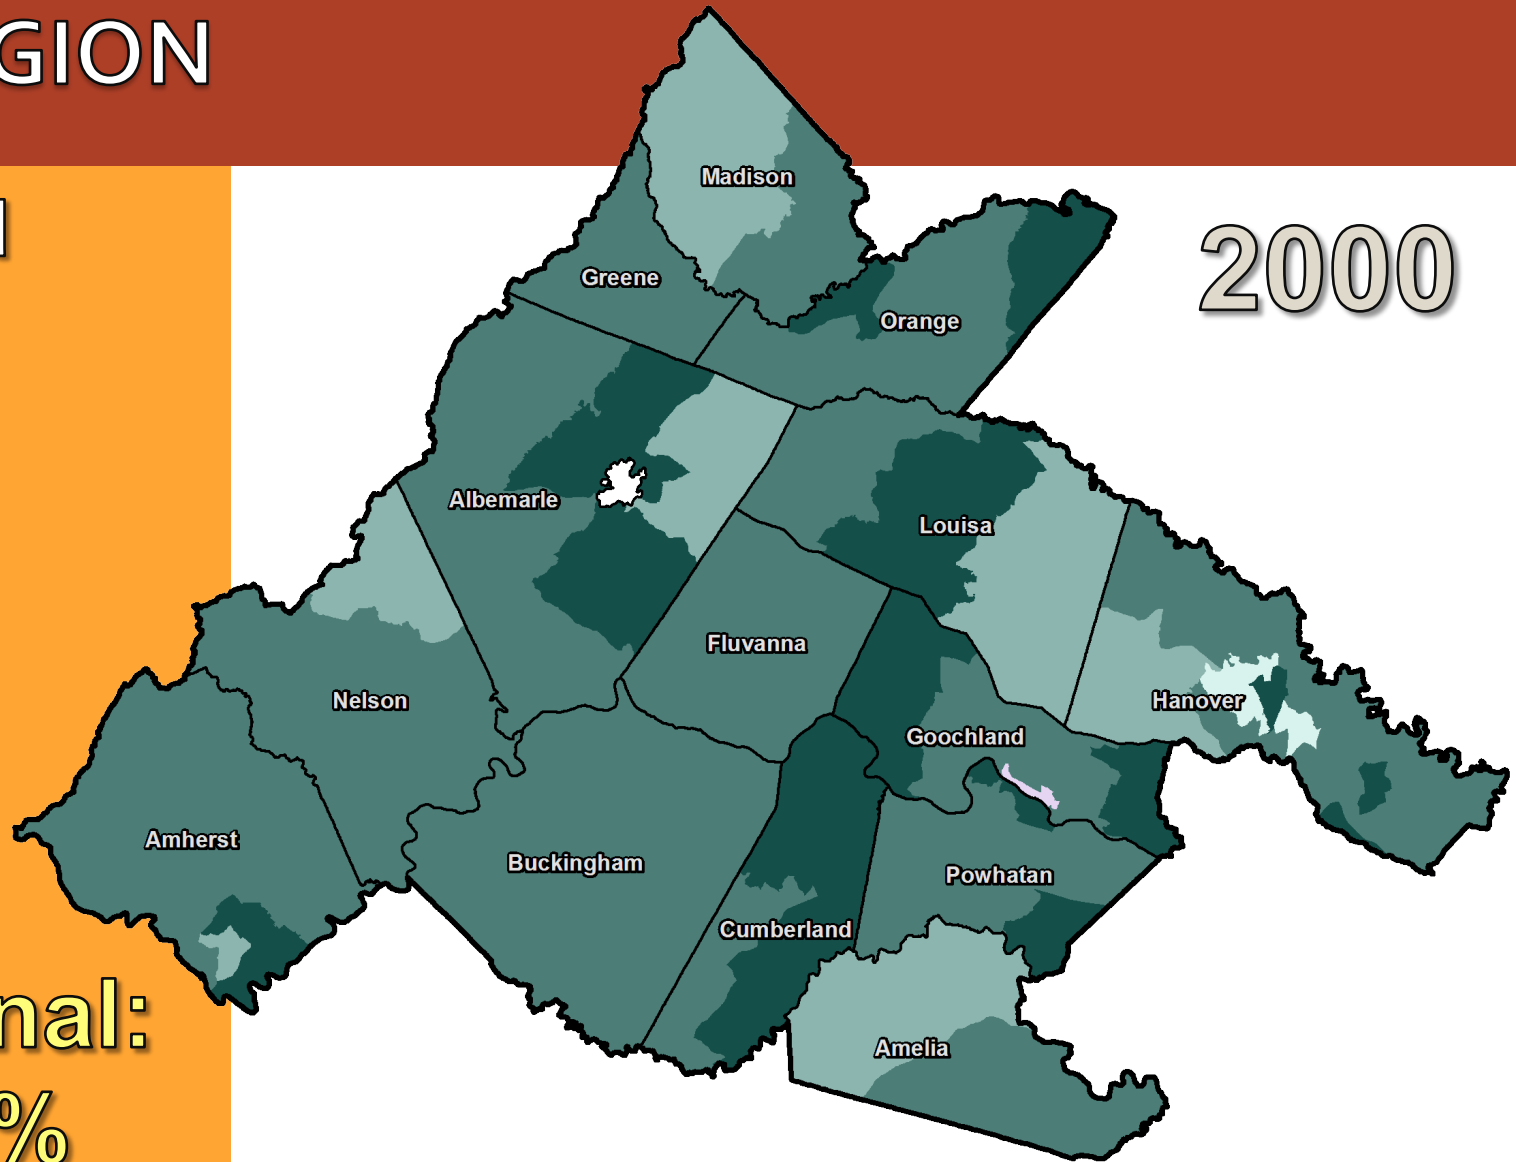 GION
2000
Madison
Greene
Orange
Albemarle
Louisa
Fluvanna
Nelson
Hanover
Goochland
Amherst
Buckingham
Powhatan
Cumberland
nal:
Amelia
%